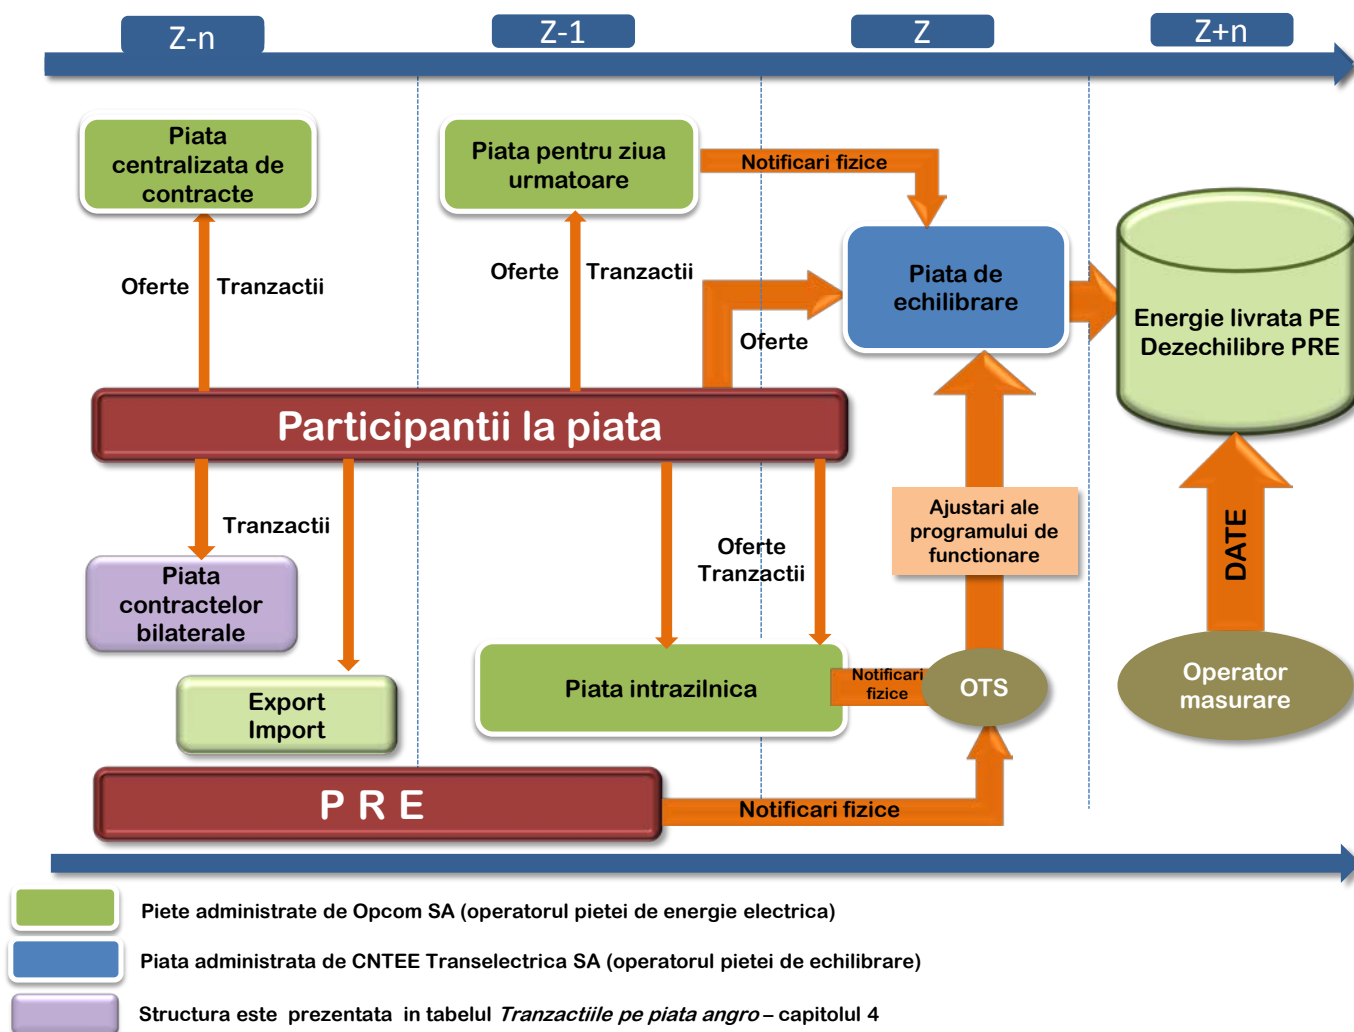 Z-n
Z-1
Z
Z+n
Piata
centralizata de
contracte
Piata pentru ziua
urmatoare
Notificari fizice
Oferte
Tranzactii
Oferte
Tranzactii
Piata de
echilibrare
Oferte
Energie livrata PE
Dezechilibre PRE
Participantii la piata
Tranzactii
Oferte
Tranzactii
Ajustari ale
programului de
functionare
DATE
Piata
contractelor
bilaterale
Export
Import
Piata intrazilnica
Notificari
fizice
OTS
Operator
masurare
P R E
Notificari fizice
Piete administrate de Opcom SA (operatorul pietei de energie electrica)
Piata administrata de CNTEE Transelectrica SA (operatorul pietei de echilibrare)
Structura este prezentata in tabelul Tranzactiile pe piata angro – capitolul 4